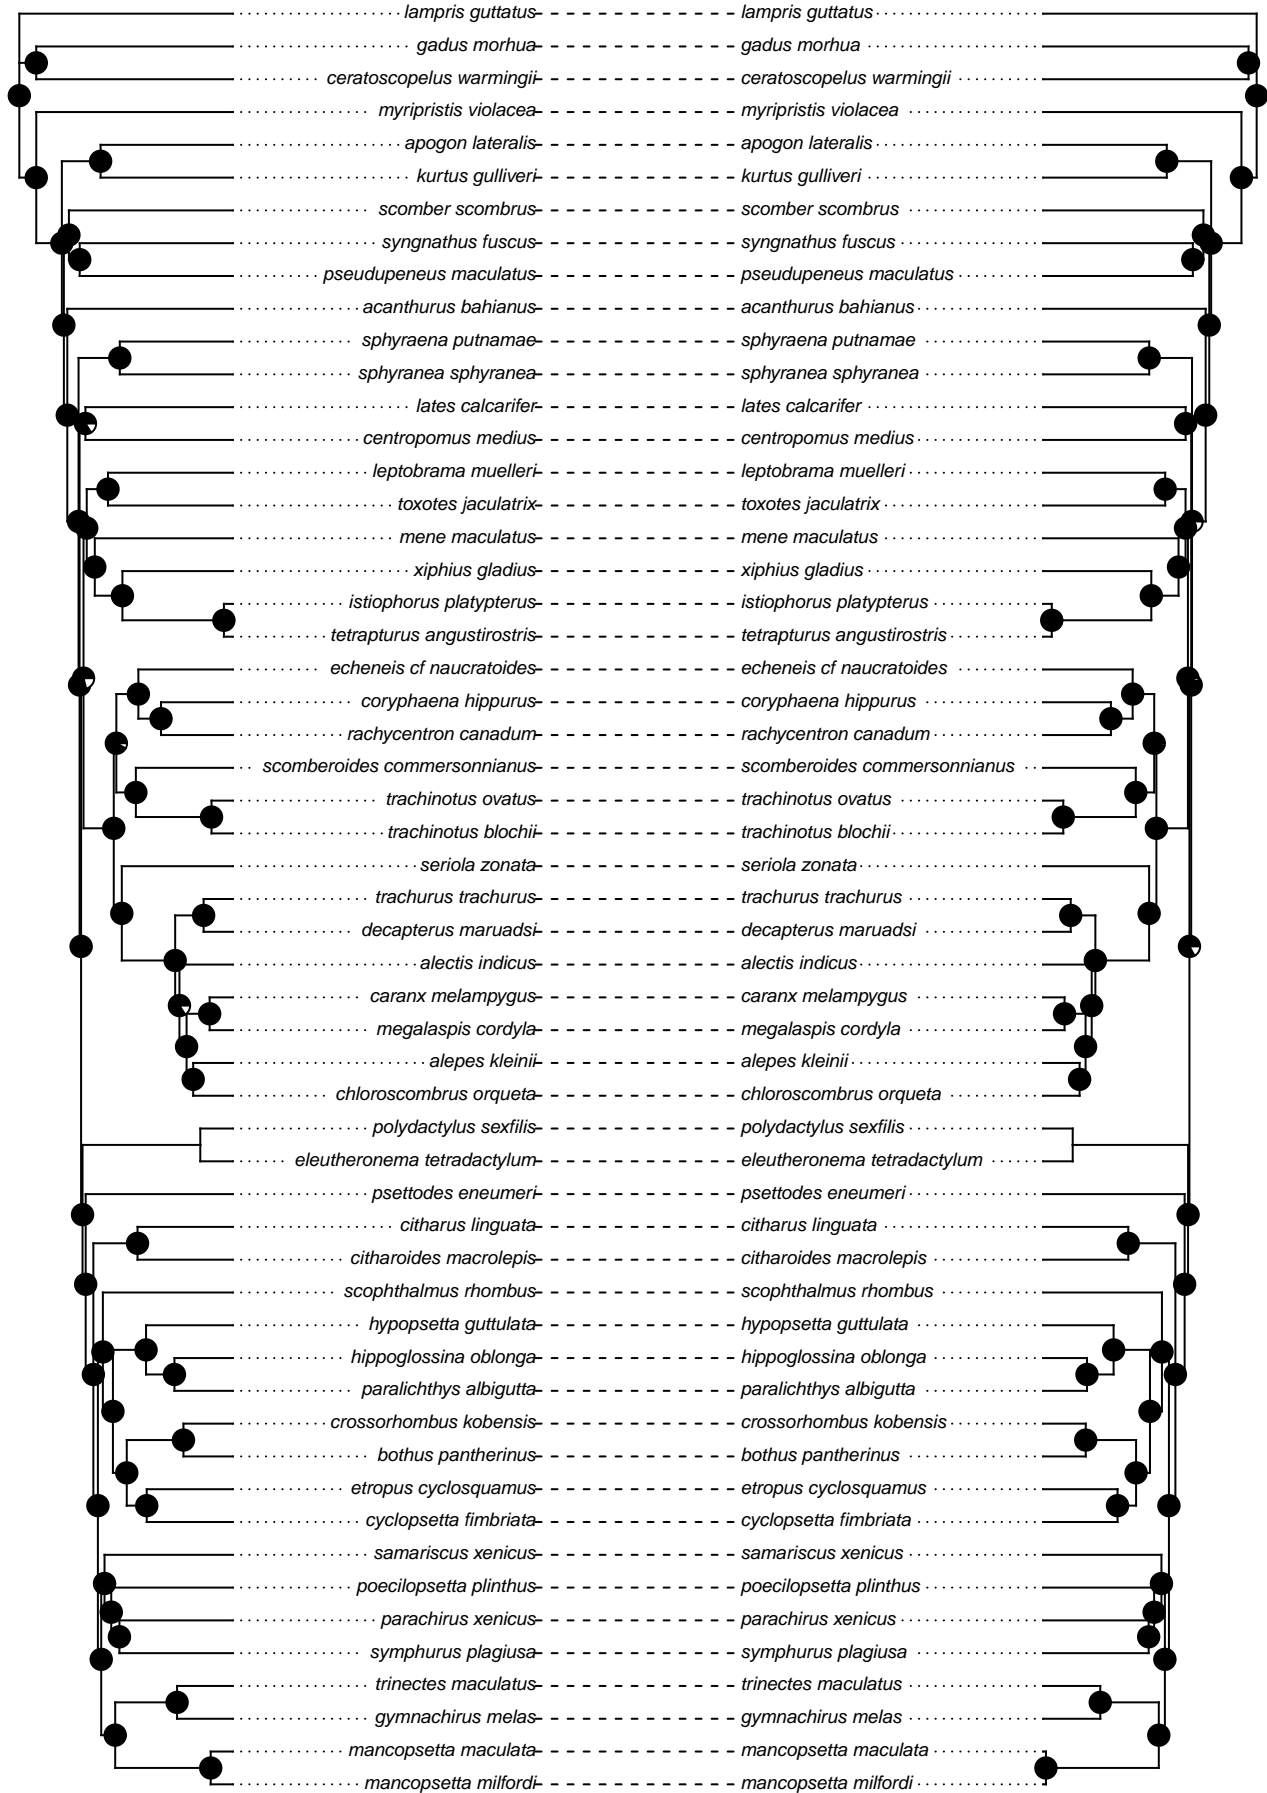 lampris guttatus lampris guttatus
gadus morhua gadus morhua
ceratoscopelus warmingii ceratoscopelus warmingii
myripristis violacea myripristis violacea
apogon lateralis apogon lateralis
kurtus gulliveri kurtus gulliveri
scomber scombrus scomber scombrus
syngnathus fuscus syngnathus fuscus
pseudupeneus maculatus pseudupeneus maculatus
acanthurus bahianus acanthurus bahianus
sphyraena putnamae sphyraena putnamae
sphyranea sphyranea sphyranea sphyranea
lates calcarifer lates calcarifer
centropomus medius centropomus medius
leptobrama muelleri leptobrama muelleri
toxotes jaculatrix toxotes jaculatrix
mene maculatus mene maculatus
xiphius gladius xiphius gladius
istiophorus platypterus istiophorus platypterus
tetrapturus angustirostris tetrapturus angustirostris
echeneis cf naucratoides echeneis cf naucratoides
coryphaena hippurus coryphaena hippurus
rachycentron canadum rachycentron canadum
scomberoides commersonnianus scomberoides commersonnianus
trachinotus ovatus trachinotus ovatus
trachinotus blochii trachinotus blochii
seriola zonata seriola zonata
trachurus trachurus trachurus trachurus
decapterus maruadsi decapterus maruadsi
alectis indicus alectis indicus
caranx melampygus caranx melampygus
megalaspis cordyla megalaspis cordyla
alepes kleinii alepes kleinii
chloroscombrus orqueta chloroscombrus orqueta
polydactylus sexfilis polydactylus sexfilis
eleutheronema tetradactylum eleutheronema tetradactylum
psettodes eneumeri psettodes eneumeri
citharus linguata citharus linguata
citharoides macrolepis citharoides macrolepis
scophthalmus rhombus scophthalmus rhombus
hypopsetta guttulata hypopsetta guttulata
hippoglossina oblonga hippoglossina oblonga
paralichthys albigutta paralichthys albigutta
crossorhombus kobensis crossorhombus kobensis
bothus pantherinus bothus pantherinus
etropus cyclosquamus etropus cyclosquamus
cyclopsetta fimbriata cyclopsetta fimbriata
samariscus xenicus samariscus xenicus
poecilopsetta plinthus poecilopsetta plinthus
parachirus xenicus parachirus xenicus
symphurus plagiusa symphurus plagiusa
trinectes maculatus trinectes maculatus
gymnachirus melas gymnachirus melas
mancopsetta maculata mancopsetta maculata
mancopsetta milfordi mancopsetta milfordi